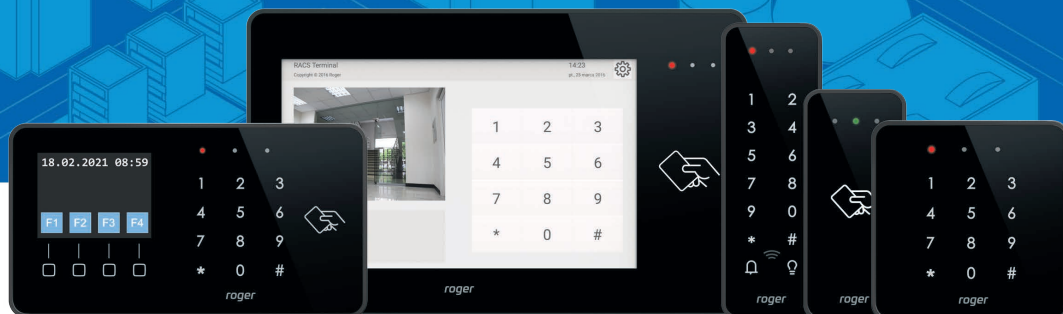 18.02.2021 08:59
F1 F2 F3 F4
1 2 3
4 5 6
7 8 9
* 0 #
roger
RACS Terminal
Copyright © 2016 Roger
14:23
pt., 25 marca 2016
1 2 3
4 5 6
7 8 9
* 0 #
roger
1 2
3 4
5 6
7 8
9 0
* #
roger
roger
1 2 3
4 5 6
7 8 9
* 0 #
roger